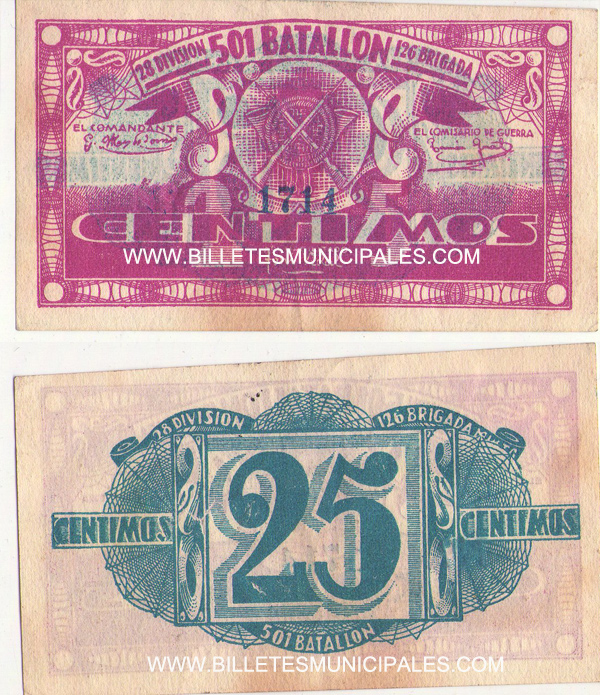 28 DIVISION 501 BATALLON 126 BRIGADA
EL COMANDANTE
EL COMISARIO DE GUERRA
1714
CENTIMOS
WWW.BILLETESMUNICIPALES.COM
28 DIVISION 126 BRIGADA
CENTIMOS 25 CENTIMOS
501 BATALLON
WWW.BILLETESMUNICIPALES.COM